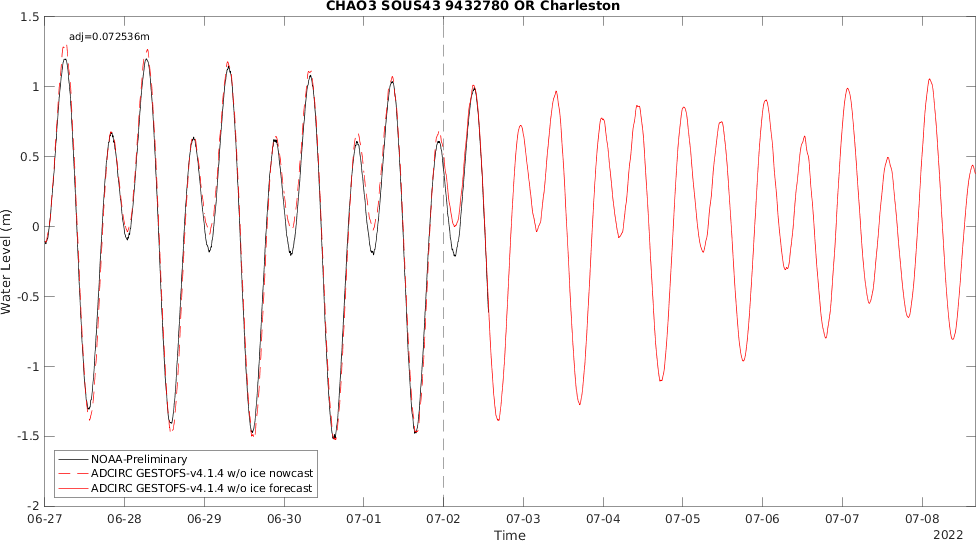 CHAO3 SOUS43 9432780 OR Charleston
adj=0.072536m
1.5
1
0.5
0
-0.5
-1
-1.5
-2
Water Level (m)
NOAA-Preliminary
ADCIRC GESTOFS-v4.1.4 w/o ice nowcast
ADCIRC GESTOFS-v4.1.4 w/o ice forecast
06-27 06-28 06-29 06-30 07-01 07-02 07-03 07-04 07-05 07-06 07-07 07-08
Time
2022